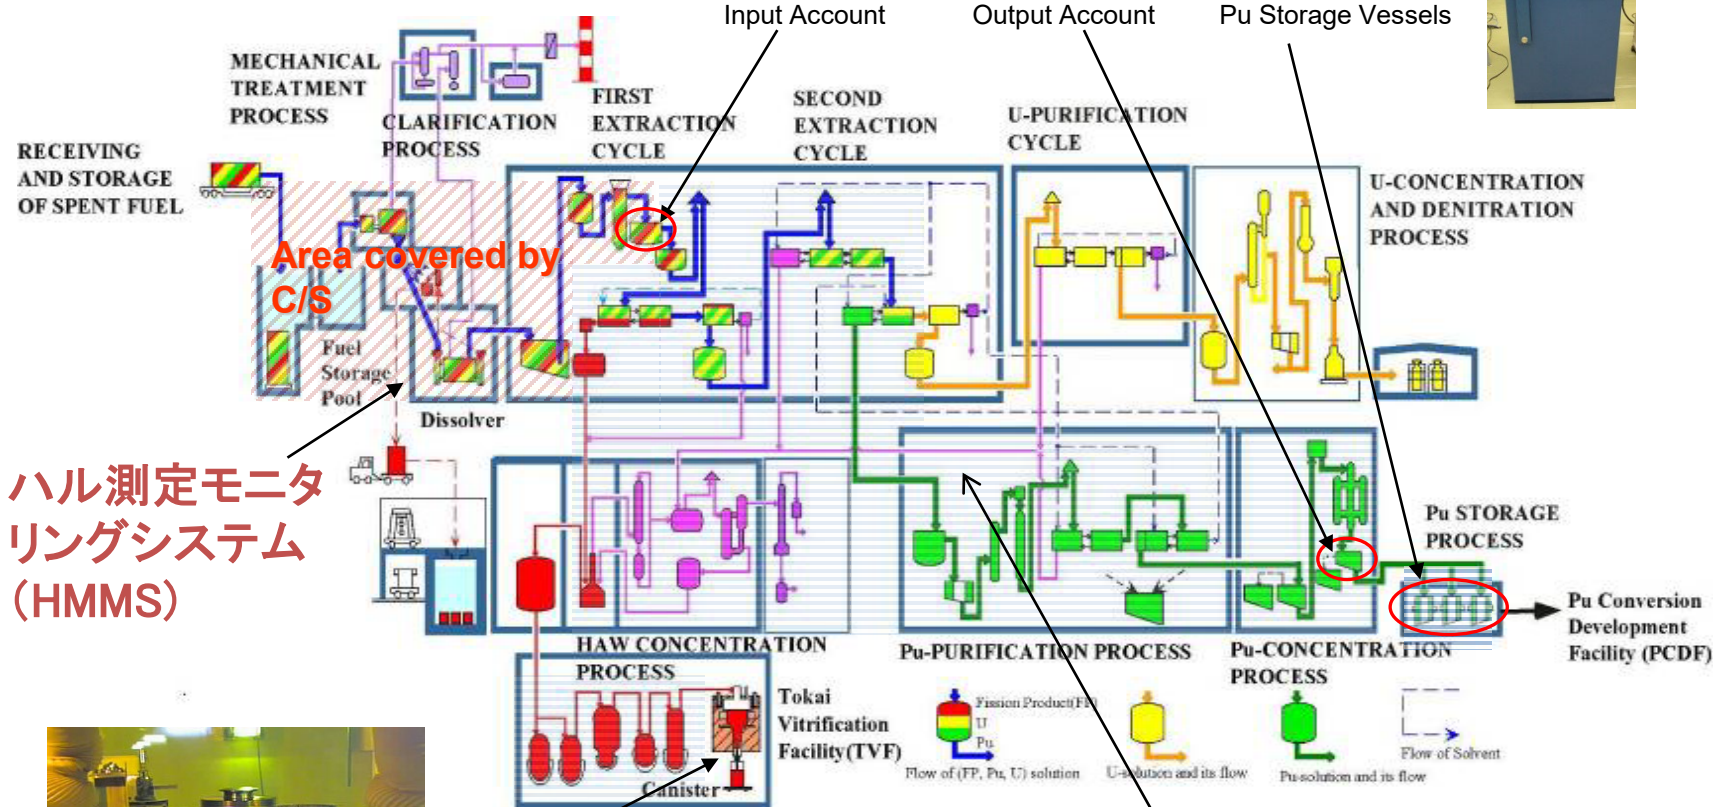 Input Account
Output Account
Pu Storage Vessels
MECHANICAL
TREATMENT
PROCESS
CLARIFICATION
PROCESS
FIRST
EXTRACTION
CYCLE
SECOND
EXTRACTION
CYCLE
U-PURIFICATION
CYCLE
RECEIVING
AND STORAGE
OF SPENT FUEL
U-CONCENTRATION
AND DENITRATION
PROCESS
Area covered by
C/S
Fuel
Storage
Pool
Dissolver
ハル測定モニタ
リングシステム
（HMMS）
Pu STORAGE
PROCESS
Pu Conversion
Development
Facility (PCDF)
HAW CONCENTRATION
PROCESS
Pu-PURIFICATION PROCESS
Pu-CONCENTRATION
PROCESS
Tokai
Vitrification
Facility(TVF)
Canister
Fission Product(FP)
U
Pu
Flow of (FP, Pu, U) solution
U-solution and its flow
Pu-solution and its flow
Flow of Solvent